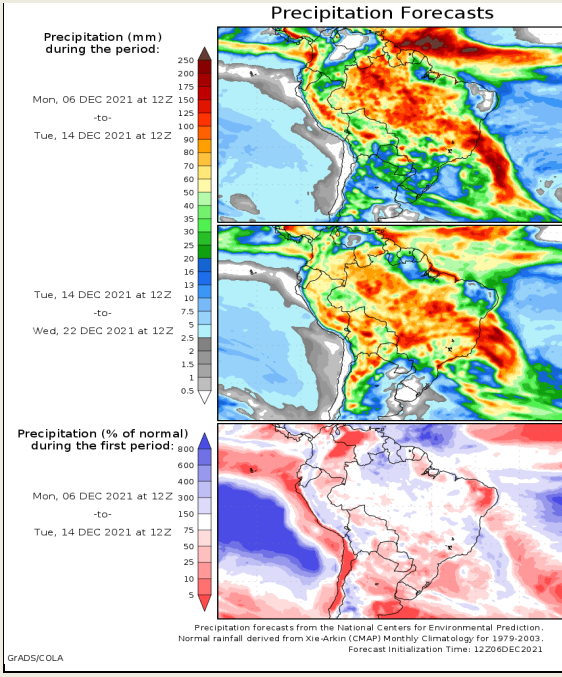 Precipitation Forecasts
Precipitation (mm)
during the period:
Mon, 06 DEC 2021 at 12Z
-to-
Tue, 14 DEC 2021 at 12Z
250
200
175
150
125
100
90
80
70
60
50
40
35
30
25
20
16
13
10
7.5
5
2.5
2
1.5
1
0.5
Tue, 14 DEC 2021 at 12Z
-to-
Wed, 22 DEC 2021 at 12Z
Precipitation (% of normal)
during the first period:
Mon, 06 DEC 2021 at 12Z
-to-
Tue, 14 DEC 2021 at 12Z
800
600
400
300
150
75
50
25
10
5
Precipitation forecasts from the National Centers for Environmental Prediction.
Normal rainfall derived from Xie-Arkin (CMAP) Monthly Climatology for 1979-2003.
Forecast Initialization Time: 12Z06DEC2021
GrADS/COLA